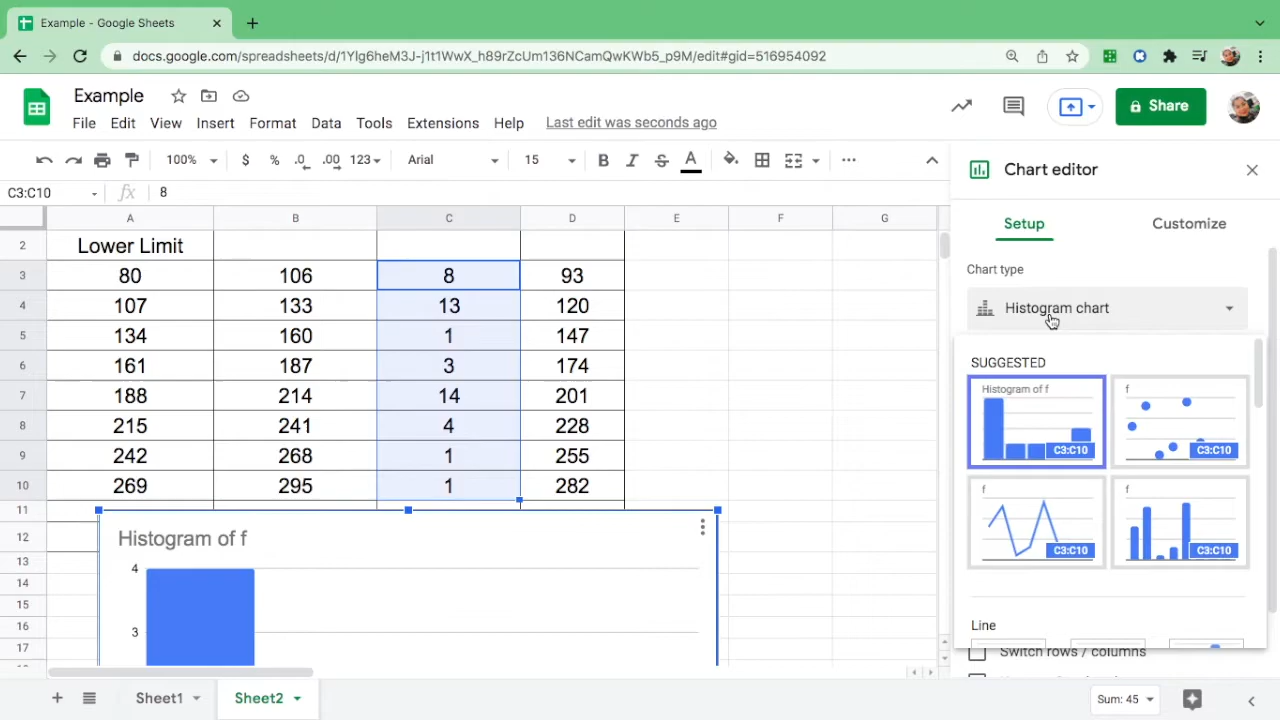 Example - Google Sheets
docs.google.com/spreadsheets/d/1Ylg6heM3J-j1t1WwX_h89rZcUm136NCamQwKWb5_p9M/edit#gid=516954092
Example
File Edit View Insert Format Data Tools Extensions Help Last edit was seconds ago
Share
100% $ % .0 .00 123 Arial 15 B I S A
C3:C10 fx 8
A B C D E F G
2 Lower Limit
3 80 106 8 93
4 107 133 13 120
5 134 160 1 147
6 161 187 3 174
7 188 214 14 201
8 215 241 4 228
9 242 268 1 255
10 269 295 1 282
11
12
13
14
15
16
17
Histogram of f
4
3
Chart editor
Setup Customize
Chart type
Histogram chart
SUGGESTED
Histogram of f
C3:C10
f
C3:C10
f
C3:C10
f
C3:C10
Line
Switch rows / columns
+ Sheet1 Sheet2 Sum: 45